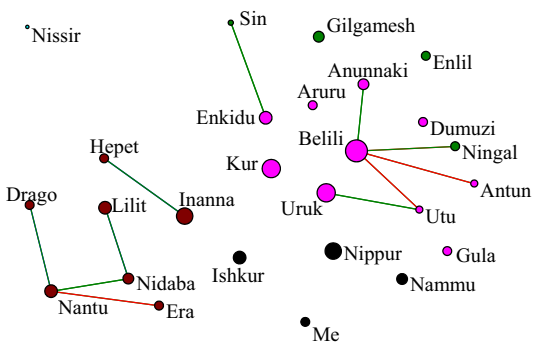 Sin
Gilgamesh
Nissir
Enlil
Anunnaki
Aruru
Enkidu
Dumuzi
Belili
Hepet
Ningal
Kur
Antun
Drago
Inanna
Lilit
Uruk
Utu
Nippur
Gula
Ishkur
Nidaba
Nammu
Nantu
Era
Me